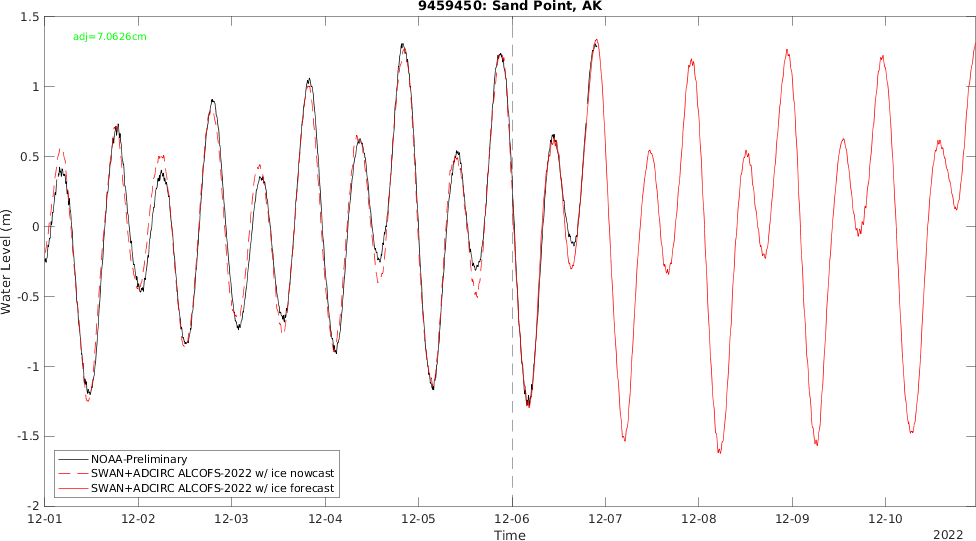 9459450: Sand Point, AK
adj=7.0626cm
1.5
1
0.5
0
-0.5
-1
-1.5
-2
Water Level (m)
NOAA-Preliminary
SWAN+ADCIRC ALCOFS-2022 w/ ice nowcast
SWAN+ADCIRC ALCOFS-2022 w/ ice forecast
12-01 12-02 12-03 12-04 12-05 12-06 12-07 12-08 12-09 12-10
Time
2022